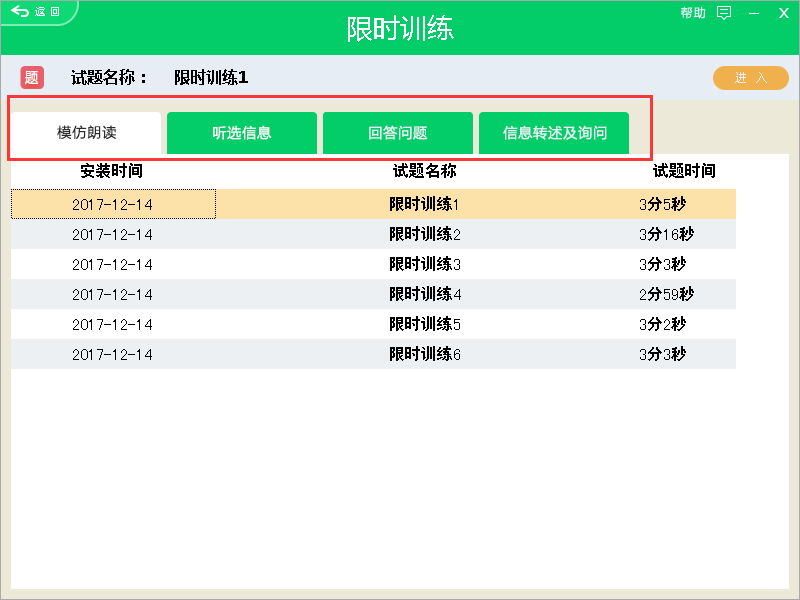 返回
帮助
限时训练
题 试题名称： 限时训练1 进 入
模仿朗读 听选信息 回答问题 信息转述及询问
安装时间 试题名称 试题时间
2017-12-14 限时训练1 3分5秒
2017-12-14 限时训练2 3分16秒
2017-12-14 限时训练3 3分3秒
2017-12-14 限时训练4 2分59秒
2017-12-14 限时训练5 3分2秒
2017-12-14 限时训练6 3分3秒